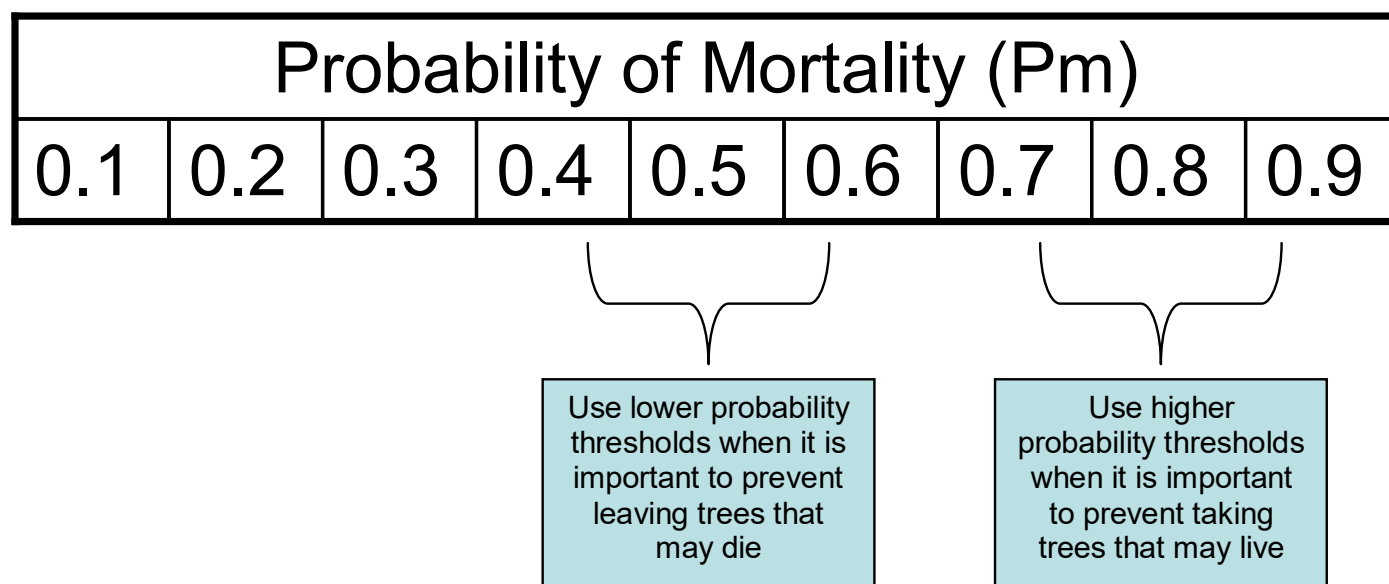 Probability of Mortality (Pm)
0.1 0.2 0.3 0.4 0.5 0.6 0.7 0.8 0.9
Use lower probability
thresholds when it is
important to prevent
leaving trees that
may die
Use higher
probability thresholds
when it is important
to prevent taking
trees that may live